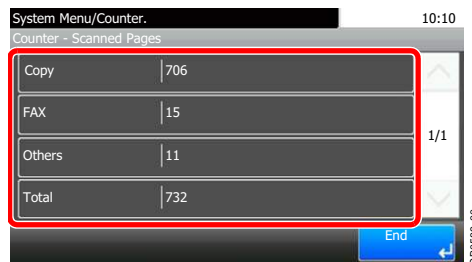 System Menu/Counter.
10:10
Counter - Scanned Pages
Copy 706
FAX 15
Others 11
Total 732
1/1
End